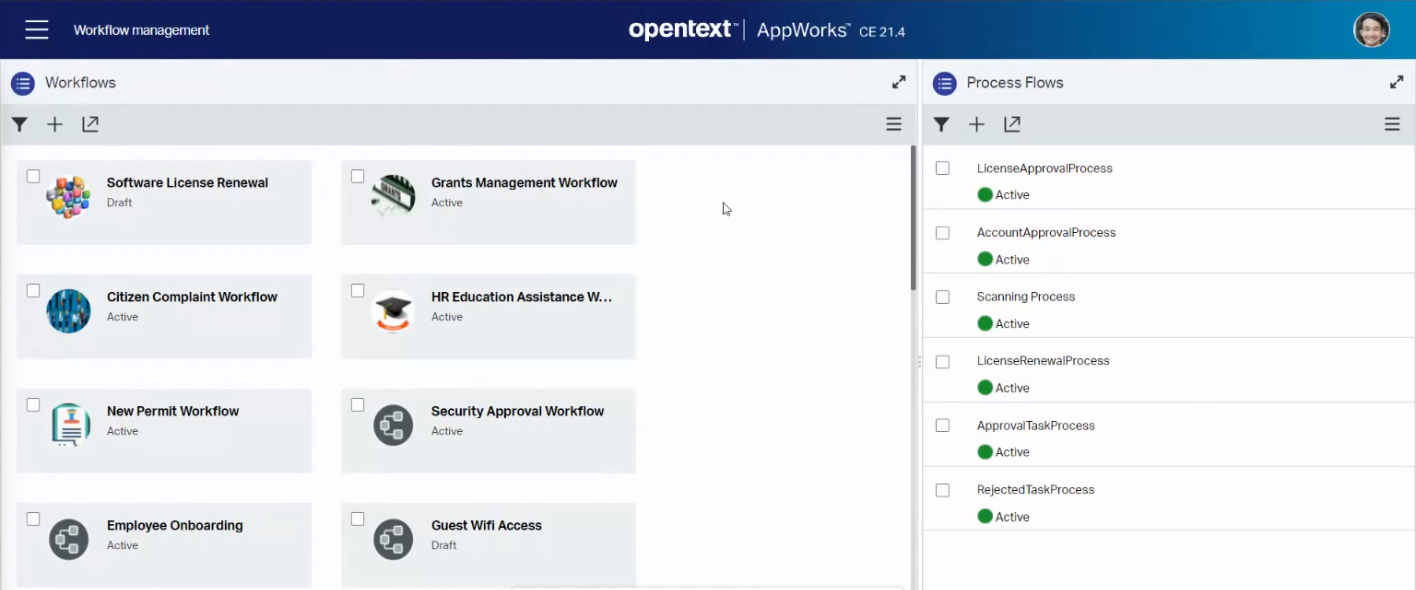 Workflow management
opentext™ | AppWorks™ CE 21.4
Workflows
Process Flows
Software License Renewal
Draft
Grants Management Workflow
Active
Citizen Complaint Workflow
Active
HR Education Assistance W...
Active
New Permit Workflow
Active
Security Approval Workflow
Active
Employee Onboarding
Active
Guest Wifi Access
Draft
LicenseApprovalProcess
Active
AccountApprovalProcess
Active
Scanning Process
Active
LicenseRenewalProcess
Active
ApprovalTaskProcess
Active
RejectedTaskProcess
Active